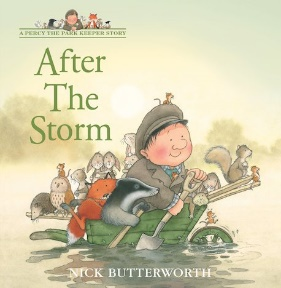 A PERCY THE PARK KEEPER STORY
After
The
Storm
NICK BUTTERWORTH